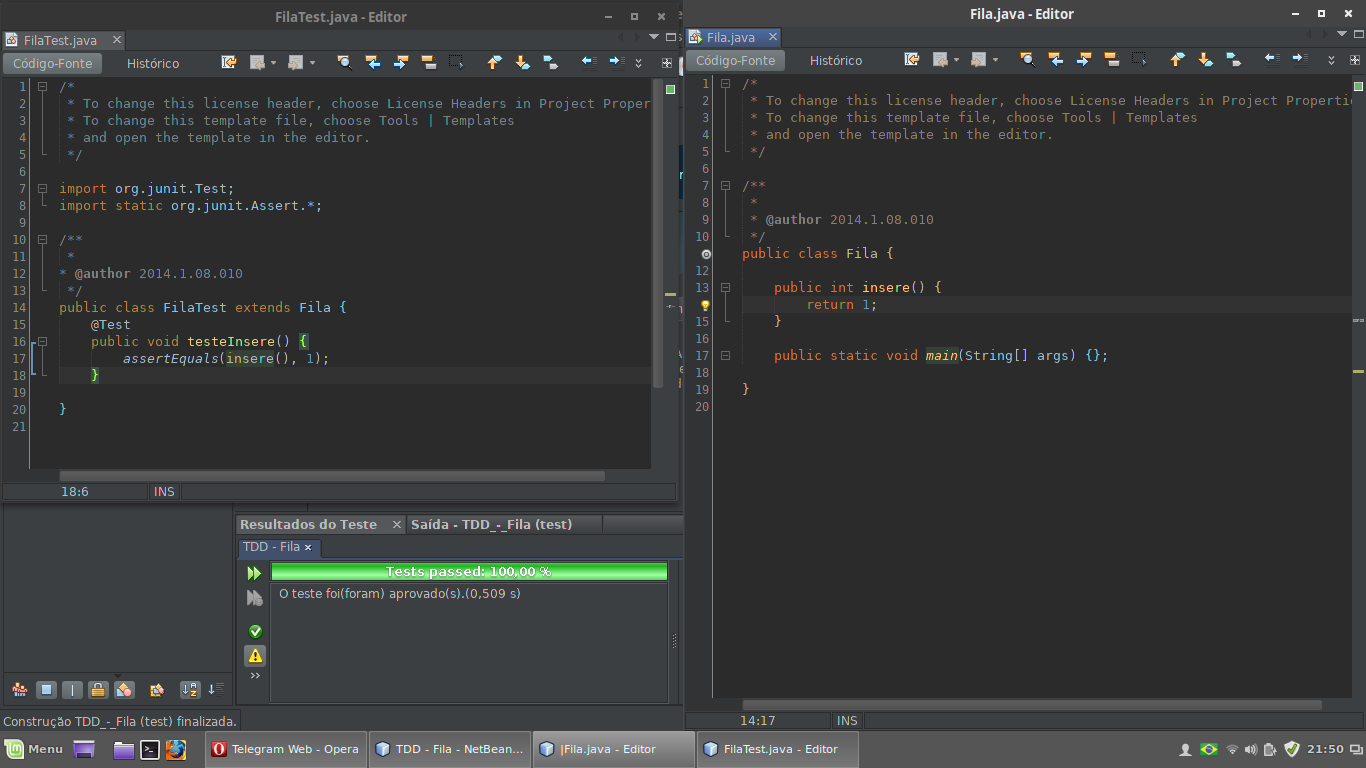 FilaTest.java - Editor
FilaTest.java
Código-Fonte
Histórico
1 /*
2 * To change this license header, choose License Headers in Project Proper
3 * To change this template file, choose Tools | Templates
4 * and open the template in the editor.
5 */
6
7 import org.junit.Test;
8 import static org.junit.Assert.*;
9
10 /**
11 *
12 * @author 2014.1.08.010
13 */
14 public class FilaTest extends Fila {
15 @Test
16 public void testeInsere() {
17 assertEquals(insere(), 1);
18 }
19
20 }
21
18:6
INS
Fila.java - Editor
Fila.java
Código-Fonte
Histórico
1 /*
2 * To change this license header, choose License Headers in Project Properti
3 * To change this template file, choose Tools | Templates
4 * and open the template in the editor.
5 */
6
7 /**
8 *
9 * @author 2014.1.08.010
10 */
public class Fila {
12
13 public int insere() {
return 1;
15 }
16
17 public static void main(String[] args) {};
18
19 }
20
14:17
INS
Resultados do Teste
Saída - TDD_-_Fila (test)
TDD - Fila
Tests passed: 100,00 %
O teste foi(foram) aprovado(s).(0,509 s)
Construção TDD_-_Fila (test) finalizada.
Menu
Telegram Web - Opera
TDD - Fila - NetBean...
|Fila.java - Editor
FilaTest.java - Editor
21:50